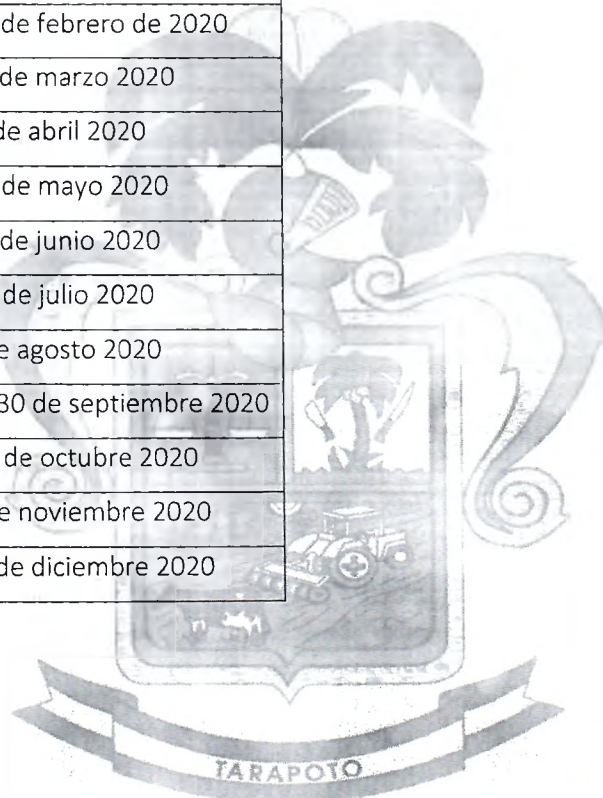 de febrero de 2020
de marzo 2020
de abril 2020
de mayo 2020
de junio 2020
de julio 2020
e agosto 2020
30 de septiembre 2020
de octubre 2020
e noviembre 2020
de diciembre 2020
TARAPOTO